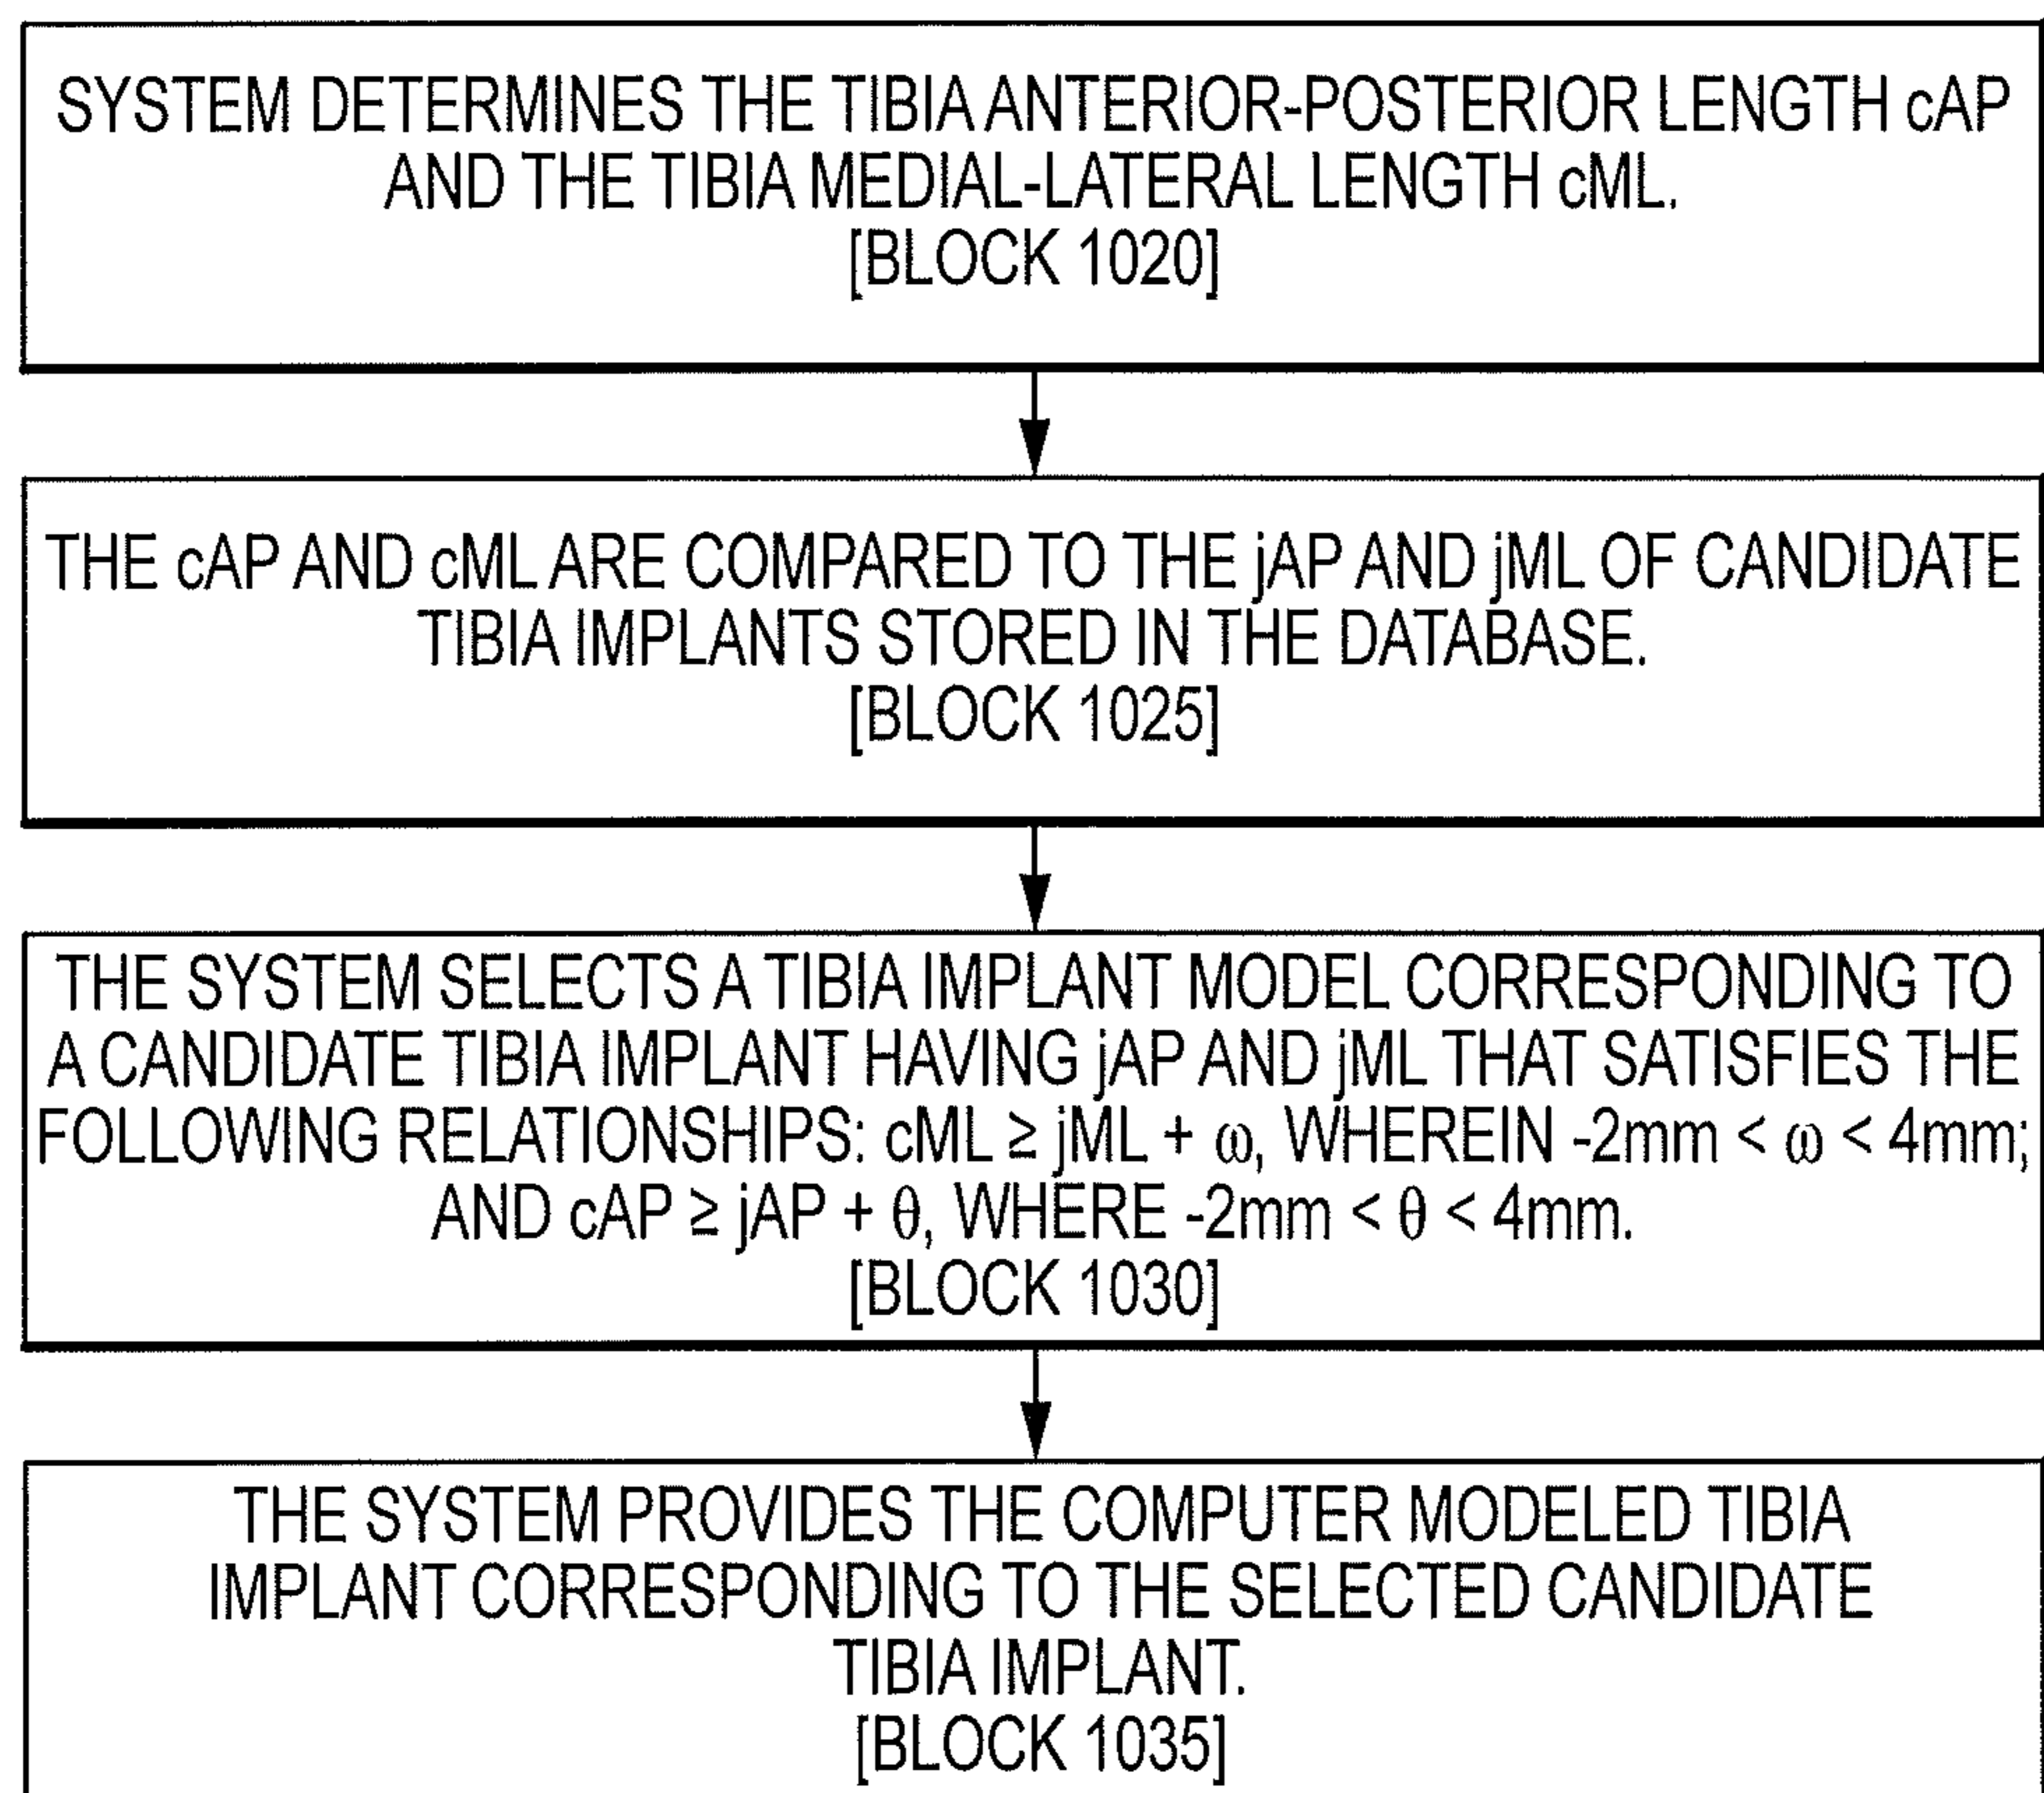 SYSTEM DETERMINES THE TIBIA ANTERIOR-POSTERIOR LENGTH cAP
AND THE TIBIA MEDIAL-LATERAL LENGTH cML.
[BLOCK 1020]
THE cAP AND cML ARE COMPARED TO THE jAP AND jML OF CANDIDATE
TIBIA IMPLANTS STORED IN THE DATABASE.
[BLOCK 1025]
THE SYSTEM SELECTS A TIBIA IMPLANT MODEL CORRESPONDING TO
A CANDIDATE TIBIA IMPLANT HAVING jAP AND jML THAT SATISFIES THE
FOLLOWING RELATIONSHIPS: cML ≥ jML + ω, WHEREIN -2mm < ω < 4mm;
AND cAP ≥ jAP + θ, WHERE -2mm < θ < 4mm.
[BLOCK 1030]
THE SYSTEM PROVIDES THE COMPUTER MODELED TIBIA
IMPLANT CORRESPONDING TO THE SELECTED CANDIDATE
TIBIA IMPLANT.
[BLOCK 1035]